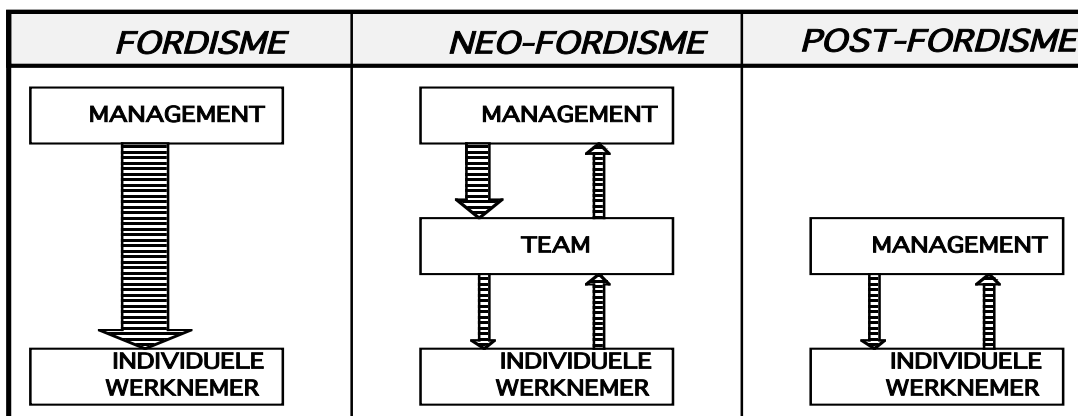 FORDISME
NEO-FORDISME
POST-FORDISME
MANAGEMENT
INDIVIDUELE
WERKNEMER
MANAGEMENT
TEAM
INDIVIDUELE
WERKNEMER
MANAGEMENT
INDIVIDUELE
WERKNEMER